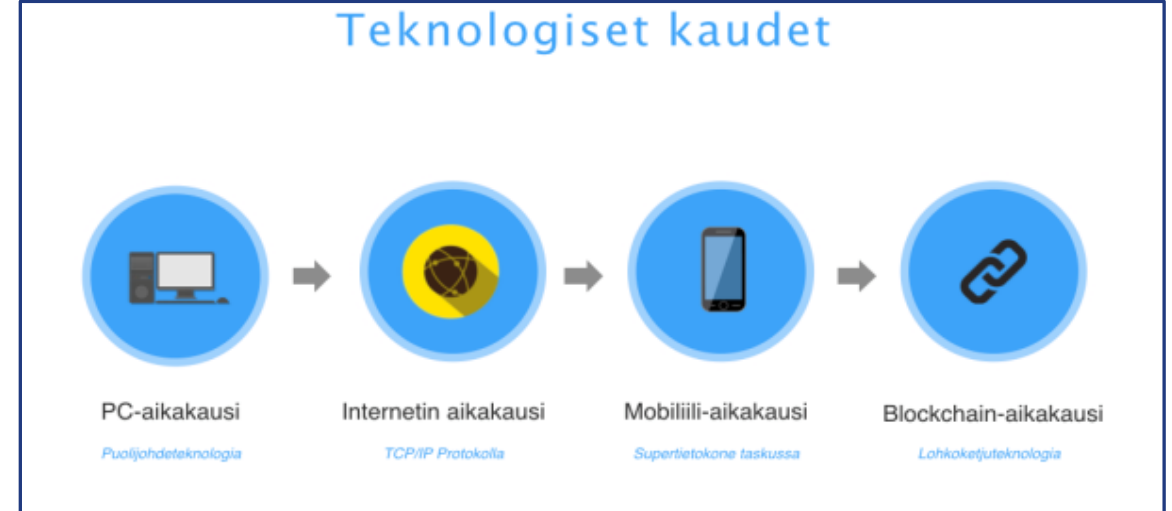 Teknologiset kaudet
PC-aikakausi
Internetin aikakausi
Mobiliili-aikakausi
Blockchain-aikakausi
Puolijohdeteknologia
TCP/IP Protokolla
Supertietokone taskussa
Lohkoketjuteknologia